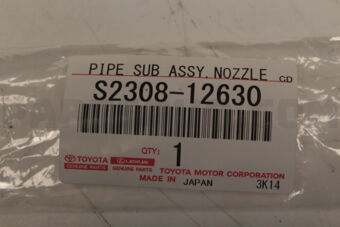 PIPE SUB ASSY, NOZZLE CD
S2308-12630
QTY: 1
TOYOTA LEXUS
GENUINE PARTS GENUINE PARTS TOYOTA MOTOR CORPORATION
MADE IN JAPAN 3K14